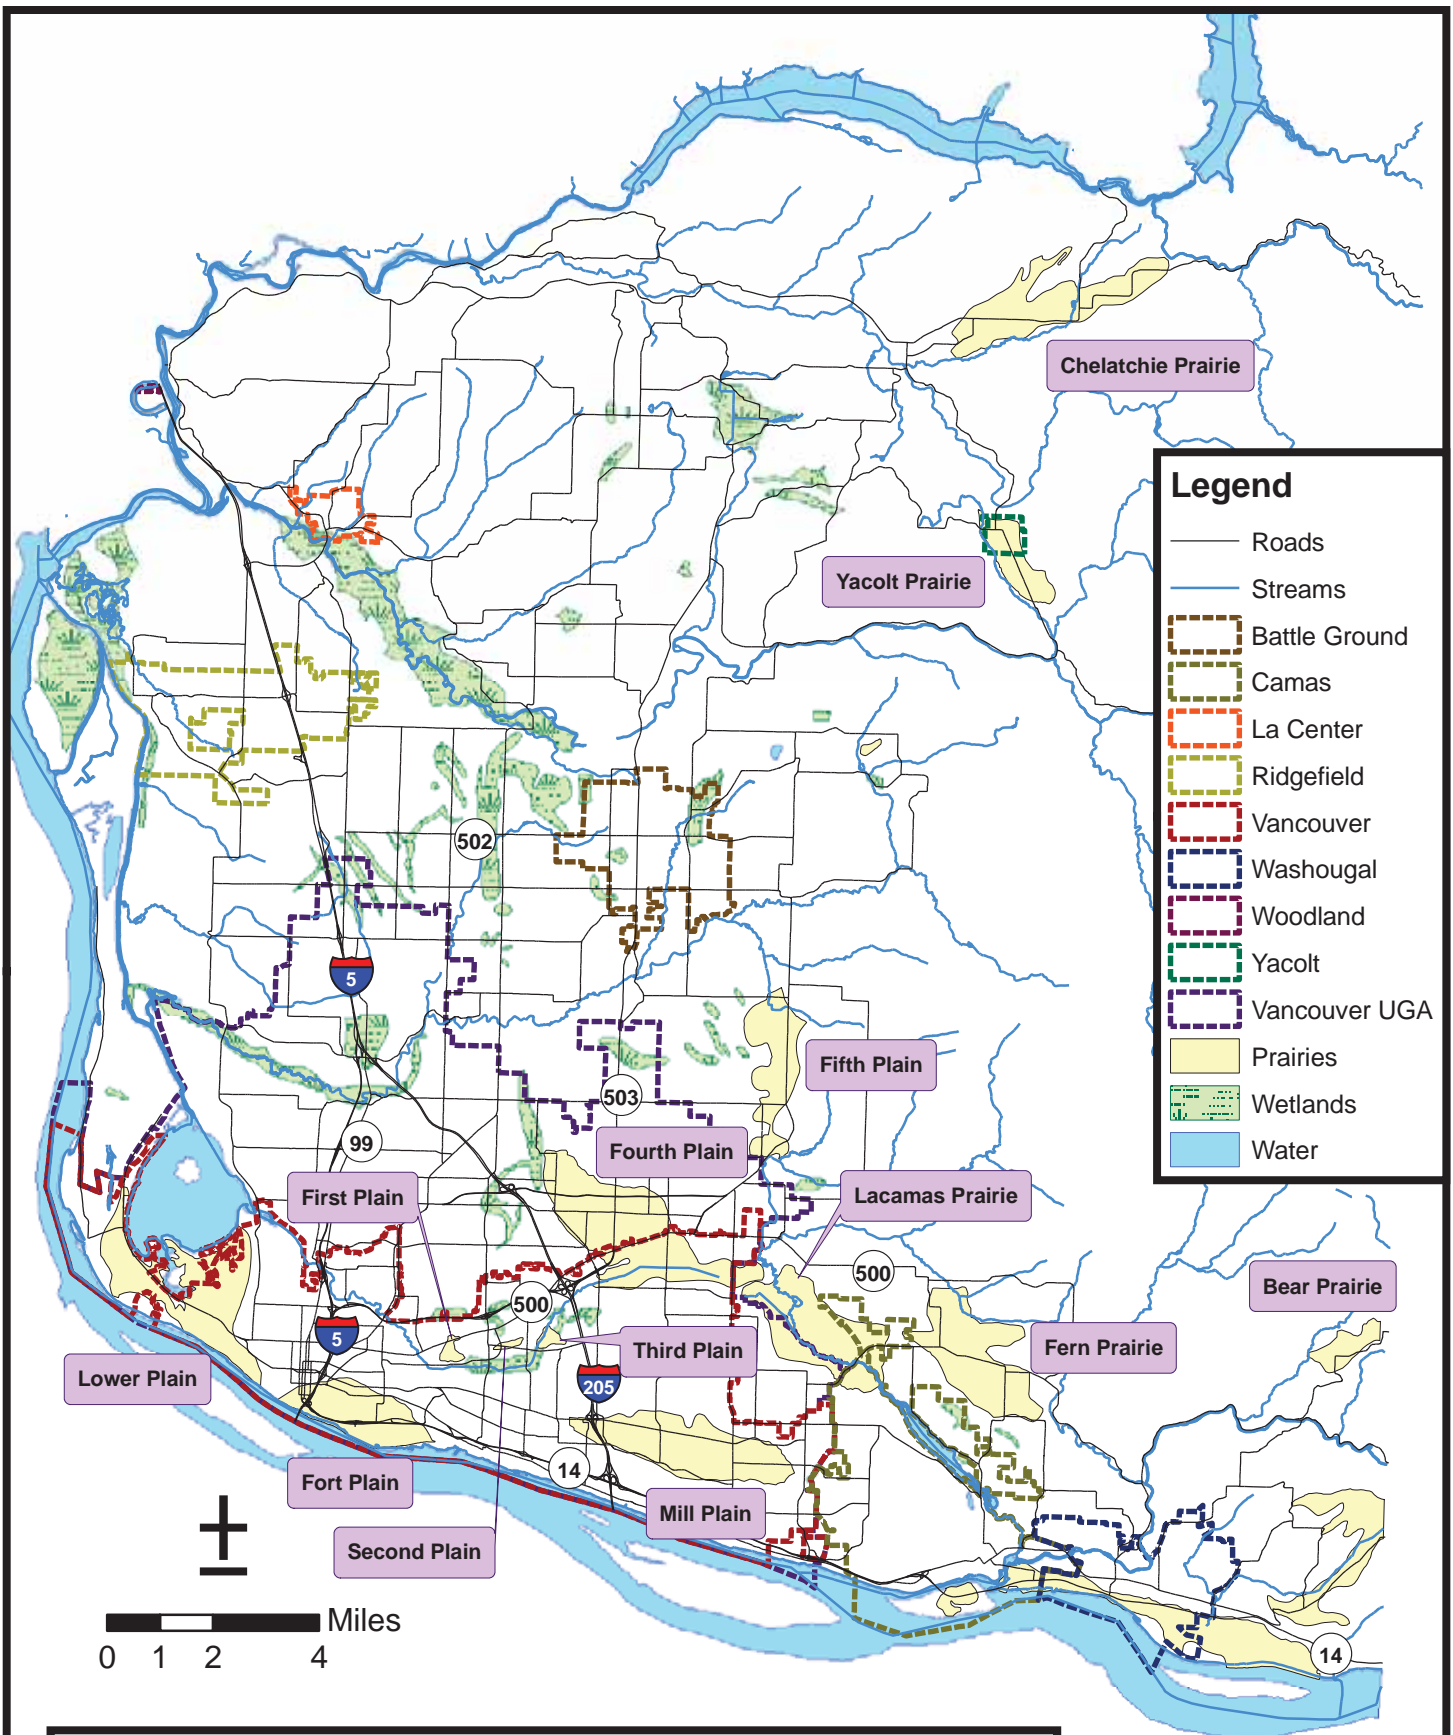 Chelatchie Prairie
Legend
Roads
Streams
Battle Ground
Camas
La Center
Ridgefield
Vancouver
Washougal
Woodland
Yacolt
Vancouver UGA
Prairies
Wetlands
Water
Yacolt Prairie
502
5
Fifth Plain
503
99
Fourth Plain
First Plain
Lacamas Prairie
500
Bear Prairie
500
5
Third Plain
Fern Prairie
Lower Plain
205
14
Fort Plain
Mill Plain
Second Plain
Miles
0 1 2 4
14